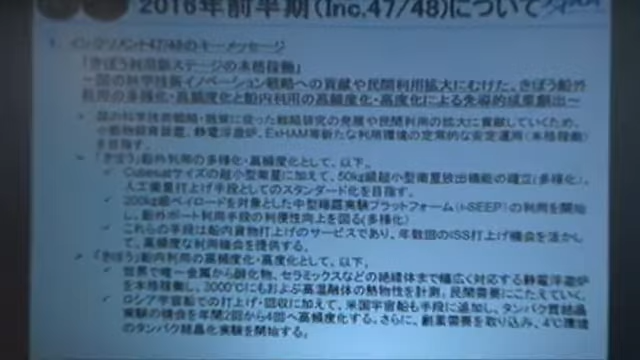 2016年前半期(Inc.47/48)について
1. インクリメント47/48のキーメッセージ
「きぼう利用新ステージの本格稼働」
～国の科学技術イノベーション戦略への貢献や民間利用拡大にむけた、きぼう船外
利用の多様化・高頻度化と船内利用の高頻度化・高度化による先導的成果創出～
国の科学技術戦略・施策に沿った戦略研究の発展や民間利用の拡大に貢献していくため、
小動物飼育装置、静電浮遊炉、ExHAM等新たな利用環境の定常的な安定運用(本格稼働)
を目指す。
➢ 「きぼう」船外利用の多様化・高頻度化として、以下。
✓ Cubesatサイズの超小型衛星に加えて、50kg級超小型衛星放出機能の確立(多様化)。
人工衛星打上げ手段としてのスタンダード化を目指す。
✓ 200kg級ペイロードを対象とした中型曝露実験プラットフォーム(i-SEEP)の利用を開始
し、船外ポート利用手段の利便性向上を図る(多様化)
✓ これらの手段は船内貨物打上げのサービスであり、年数回のISS打上げ機会を活かし
て、高頻度な利用機会を提供する。
➢ 「きぼう」船内利用の高頻度化・高度化として、以下。
✓ 世界で唯一金属から酸化物、セラミックスなどの絶縁体まで幅広く対応する静電浮遊炉
を本格稼働し、3000℃にもおよぶ高温融体の熱物性を計測。民間需要にこたえていく。
✓ ロシア宇宙船での打上げ・回収に加えて、米国宇宙船も手段に追加し、タンパク質結晶
実験の機会を年間2回から4回へ高頻度化する。さらに、創薬需要を取り込み、4℃環境
のタンパク結晶化実験を開始する。